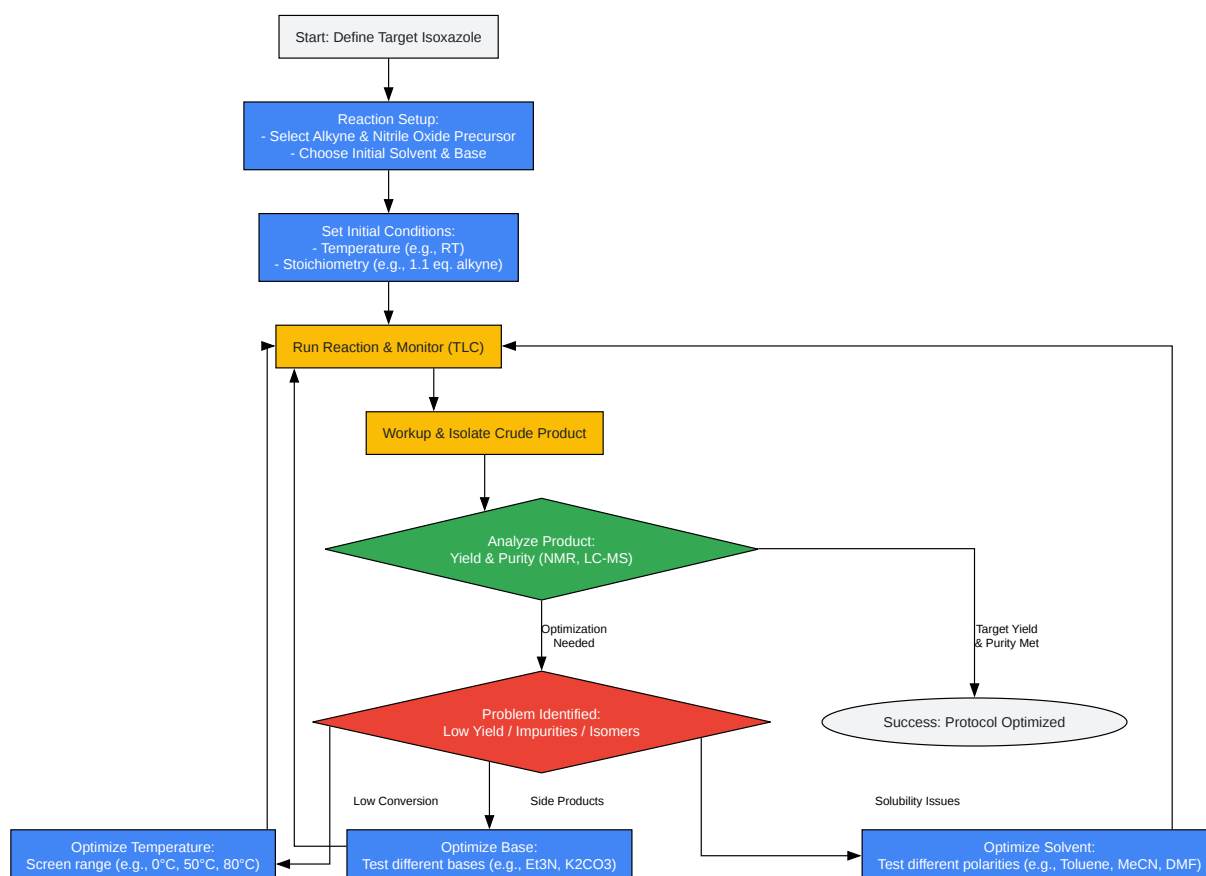 Start: Define Target Isoxazole
Reaction Setup:
- Select Alkyne & Nitrile Oxide Precursor
- Choose Initial Solvent & Base
Set Initial Conditions:
- Temperature (e.g., RT)
- Stoichiometry (e.g., 1.1 eq. alkyne)
Run Reaction & Monitor (TLC)
Workup & Isolate Crude Product
Analyze Product:
Yield & Purity (NMR, LC-MS)
Optimization
Needed
Target Yield
& Purity Met
Problem Identified:
Low Yield / Impurities / Isomers
Success: Protocol Optimized
Low Conversion
Side Products
Solubility Issues
Optimize Temperature:
Screen range (e.g., 0°C, 50°C, 80°C)
Optimize Base:
Test different bases (e.g., Et3N, K2CO3)
Optimize Solvent:
Test different polarities (e.g., Toluene, MeCN, DMF)